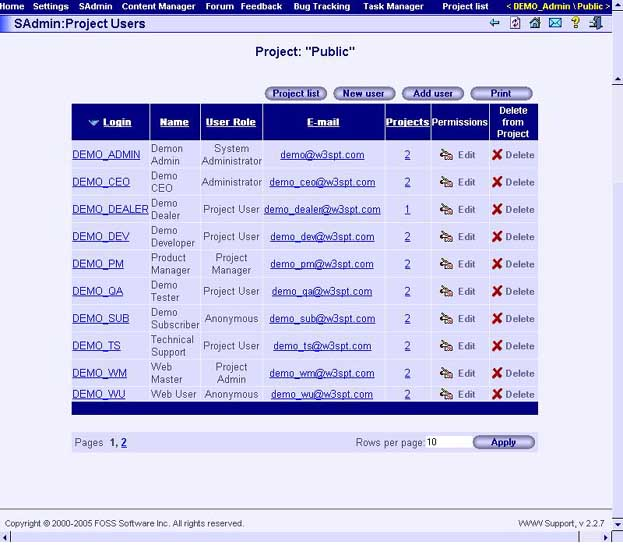 Home Settings SAdmin Content Manager Forum Feedback Bug Tracking Task Manager Project list < DEMO_Admin \ Public >
SAdmin:Project Users
Project: "Public"
Project list New user Add user Print
Login Name User Role E-mail Projects Permissions Delete from Project
DEMO_ADMIN Demon Admin System Administrator demo@w3spt.com 2 Edit Delete
DEMO_CEO Demo CEO Administrator demo_ceo@w3spt.com 2 Edit Delete
DEMO_DEALER Demo Dealer Project User demo_dealer@w3spt.com 1 Edit Delete
DEMO_DEV Demo Developer Project User demo_dev@w3spt.com 2 Edit Delete
DEMO_PM Product Manager Project Manager demo_pm@w3spt.com 2 Edit Delete
DEMO_QA Demo Tester Project User demo_qa@w3spt.com 2 Edit Delete
DEMO_SUB Demo Subscriber Anonymous demo_sub@w3spt.com 2 Edit Delete
DEMO_TS Technical Support Project User demo_ts@w3spt.com 2 Edit Delete
DEMO_WM Web Master Project Admin demo_wm@w3spt.com 2 Edit Delete
DEMO_WU Web User Anonymous demo_wu@w3spt.com 2 Edit Delete
Pages 1, 2 Rows per page: 10 Apply
Copyright © 2000-2005 FOSS Software Inc. All rights reserved. WWW Support, v 2.2.7